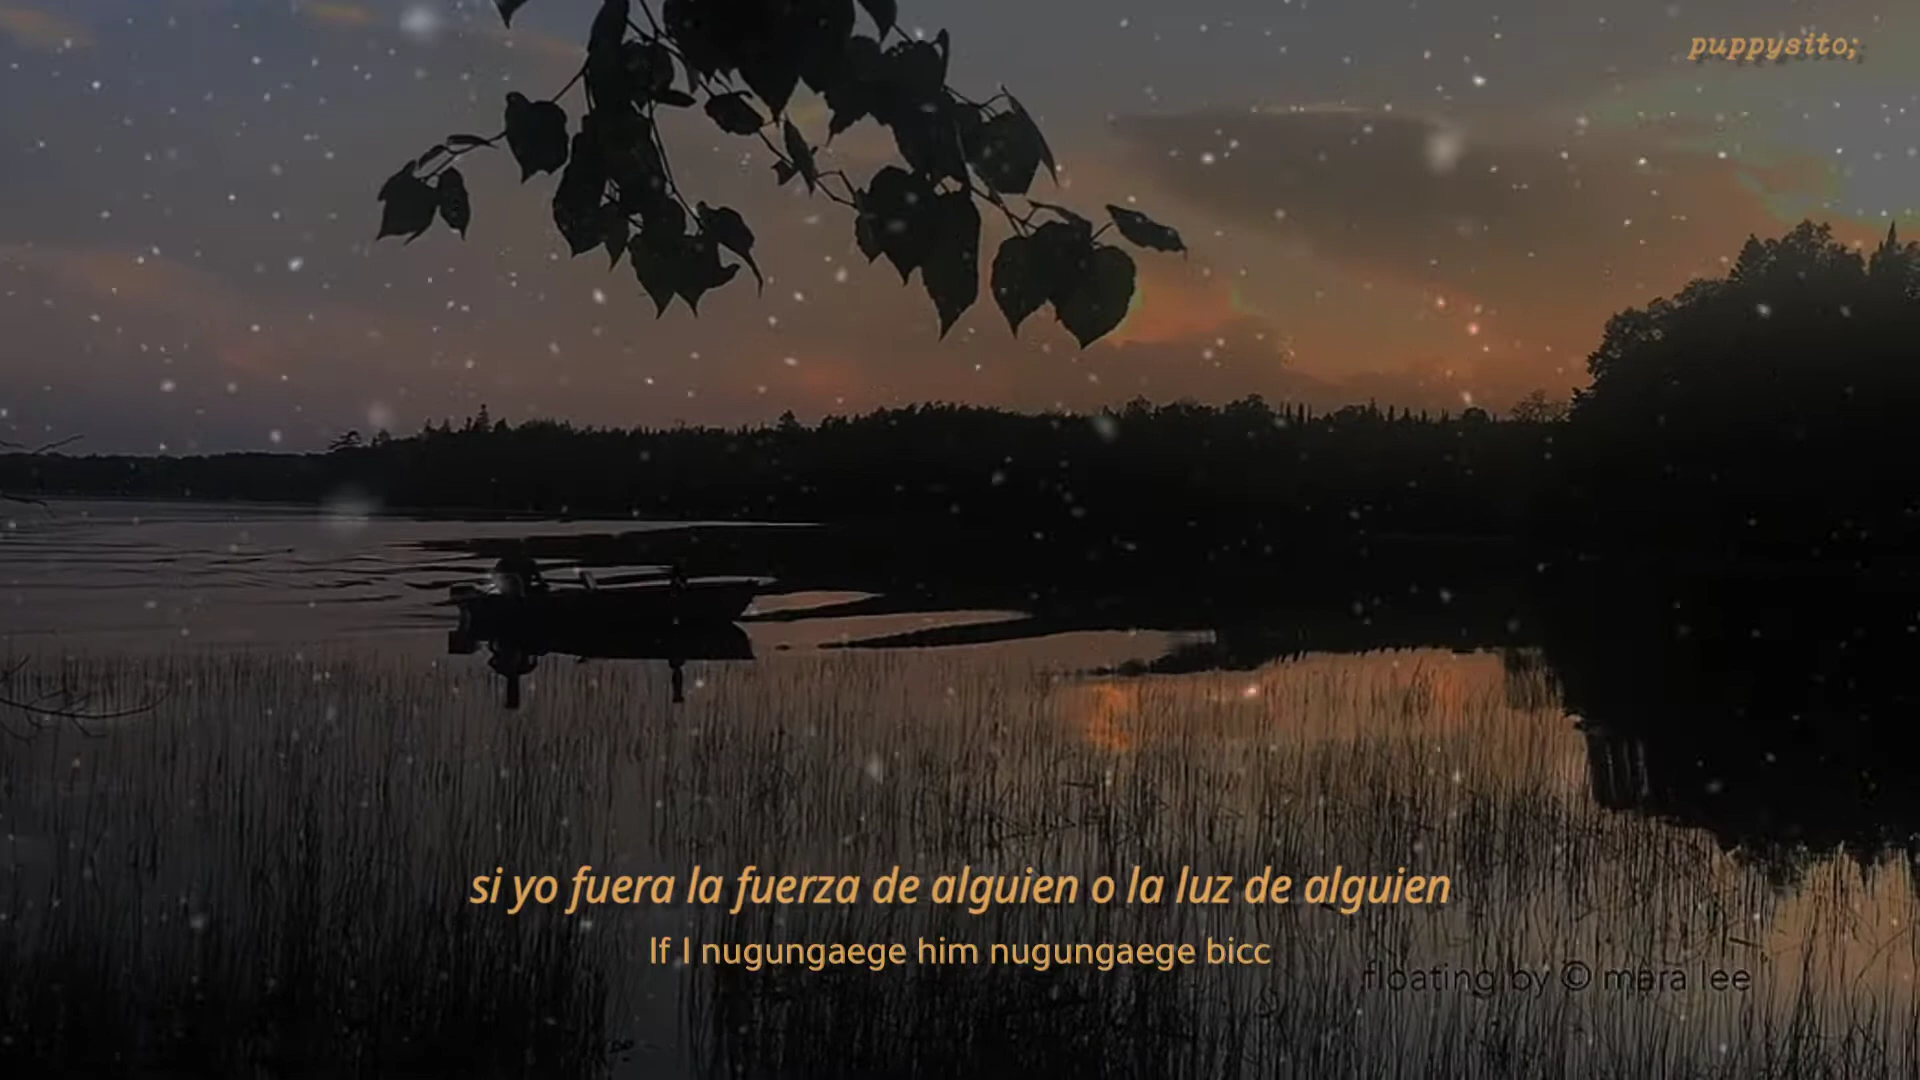 puppysito;
si yo fuera la fuerza de alguien o la luz de alguien
If I nugungaege him nugungaege bicc
floating by © mara lee